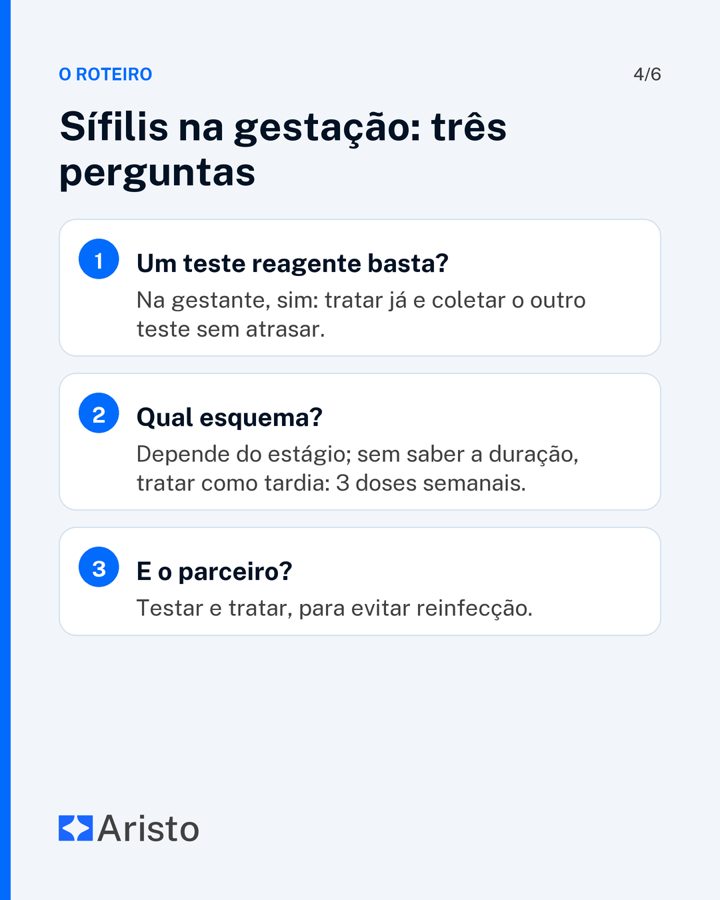 O ROTEIRO
4/6
Sífilis na gestação: três
perguntas
1
Um teste reagente basta?
Na gestante, sim: tratar já e coletar o outro
teste sem atrasar.
2
Qual esquema?
Depende do estágio; sem saber a duração,
tratar como tardia: 3 doses semanais.
3
E o parceiro?
Testar e tratar, para evitar reinfecção.
Aristo